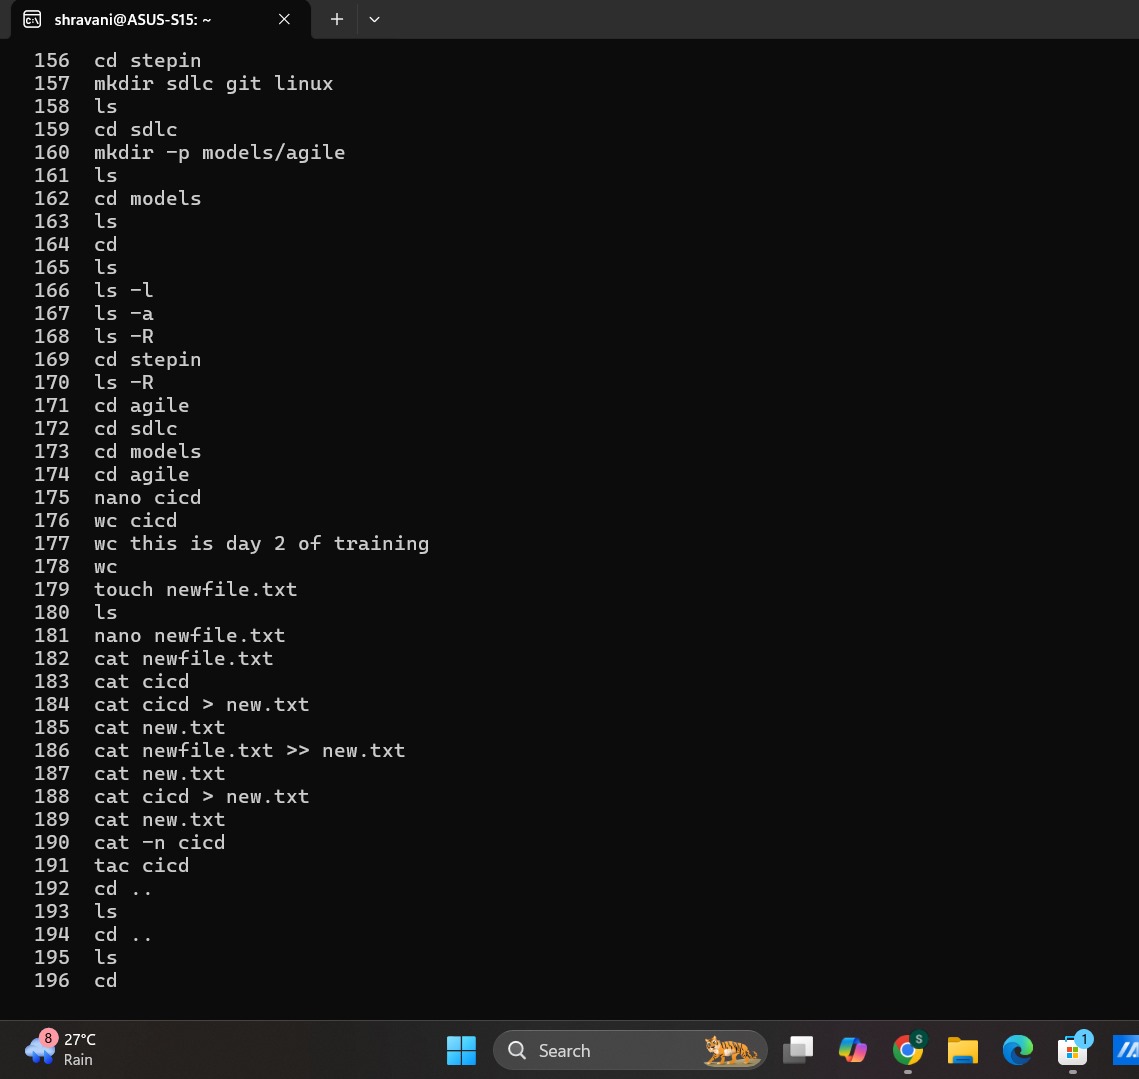 shravani@ASUS-S15: ~
156 cd stepin
157 mkdir sdlc git linux
158 ls
159 cd sdlc
160 mkdir -p models/agile
161 ls
162 cd models
163 ls
164 cd
165 ls
166 ls -l
167 ls -a
168 ls -R
169 cd stepin
170 ls -R
171 cd agile
172 cd sdlc
173 cd models
174 cd agile
175 nano cicd
176 wc cicd
177 wc this is day 2 of training
178 wc
179 touch newfile.txt
180 ls
181 nano newfile.txt
182 cat newfile.txt
183 cat cicd
184 cat cicd > new.txt
185 cat new.txt
186 cat newfile.txt >> new.txt
187 cat new.txt
188 cat cicd > new.txt
189 cat new.txt
190 cat -n cicd
191 tac cicd
192 cd ..
193 ls
194 cd ..
195 ls
196 cd
8 27°C
Rain
Search
S
1